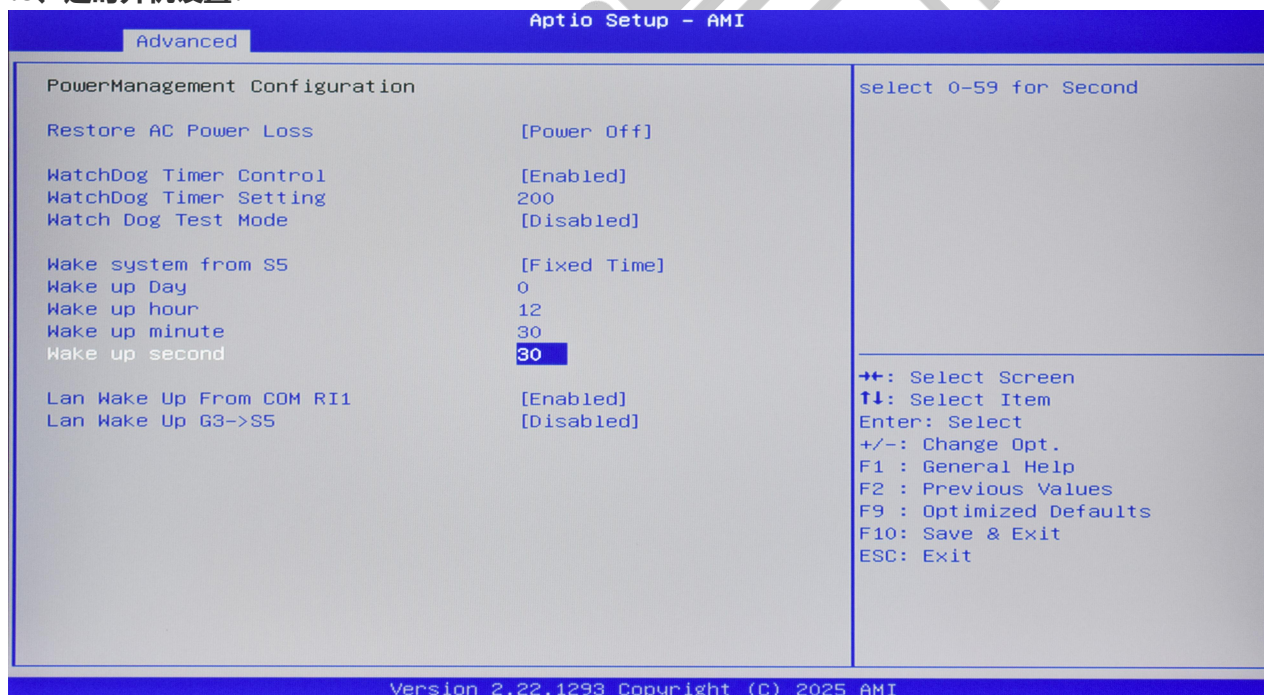 Aptio Setup – AMI
Advanced
PowerManagement Configuration
Restore AC Power Loss [Power Off]
WatchDog Timer Control [Enabled]
WatchDog Timer Setting 200
Watch Dog Test Mode [Disabled]
Wake system from S5 [Fixed Time]
Wake up Day 0
Wake up hour 12
Wake up minute 30
Wake up second 30
Lan Wake Up From COM RI1 [Enabled]
Lan Wake Up G3->S5 [Disabled]
select 0-59 for Second
→←: Select Screen
↑↓: Select Item
Enter: Select
+/-: Change Opt.
F1 : General Help
F2 : Previous Values
F9 : Optimized Defaults
F10: Save & Exit
ESC: Exit
Version 2.22.1293 Copyright (C) 2025 AMI